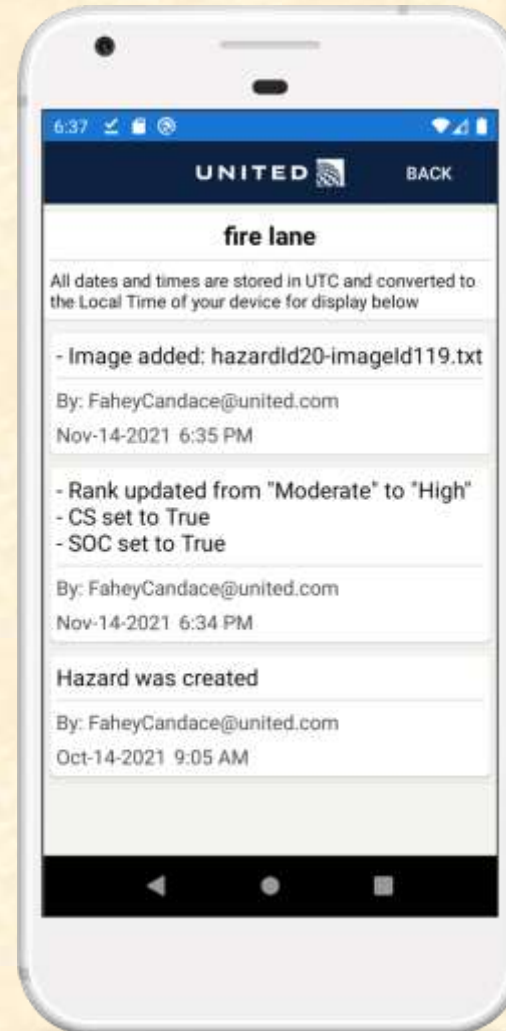 6:37
UNITED BACK
fire lane
All dates and times are stored in UTC and converted to
the Local Time of your device for display below
- Image added: hazardId20-imageId119.txt
By: FaheyCandace@united.com
Nov-14-2021 6:35 PM
- Rank updated from "Moderate" to "High"
- CS set to True
- SOC set to True
By: FaheyCandace@united.com
Nov-14-2021 6:34 PM
Hazard was created
By: FaheyCandace@united.com
Oct-14-2021 9:05 AM